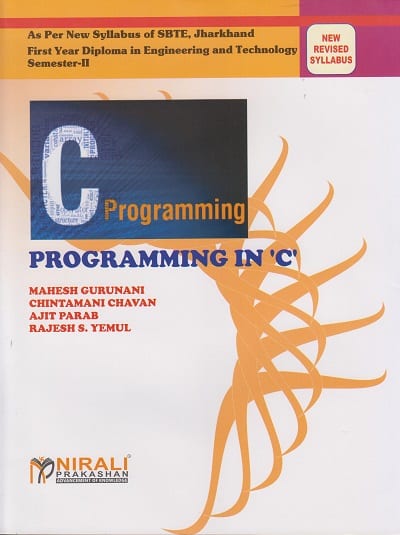 As Per New Syllabus of SBTE, Jharkhand
First Year Diploma in Engineering and Technology
Semester-II
NEW
REVISED
SYLLABUS
C Programming
PROGRAMMING IN 'C'
MAHESH GURUNANI
CHINTAMANI CHAVAN
AJIT PARAB
RAJESH S. YEMUL
NIRALI
PRAKASHAN
ADVANCEMENT OF KNOWLEDGE